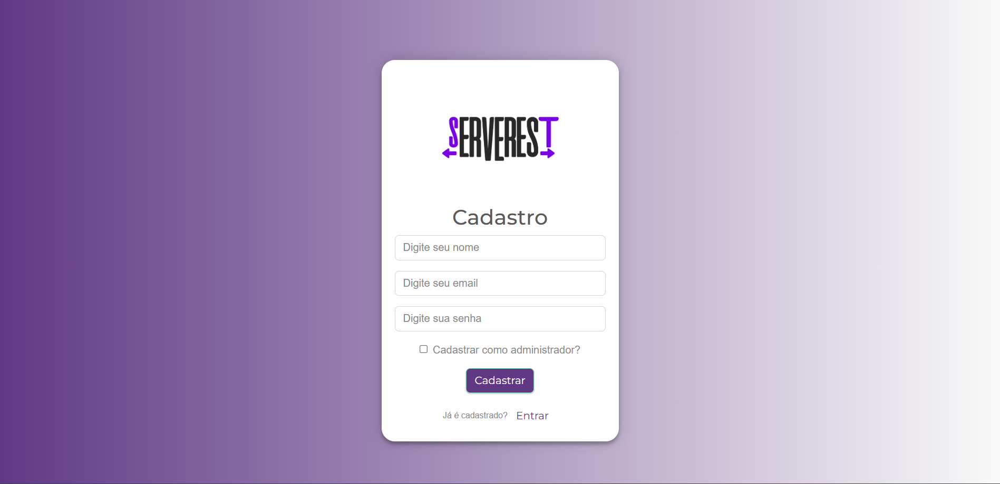 SERVEREST
Cadastro
Digite seu nome
Digite seu email
Digite sua senha
Cadastrar como administrador?
Cadastrar
Já é cadastrado? Entrar